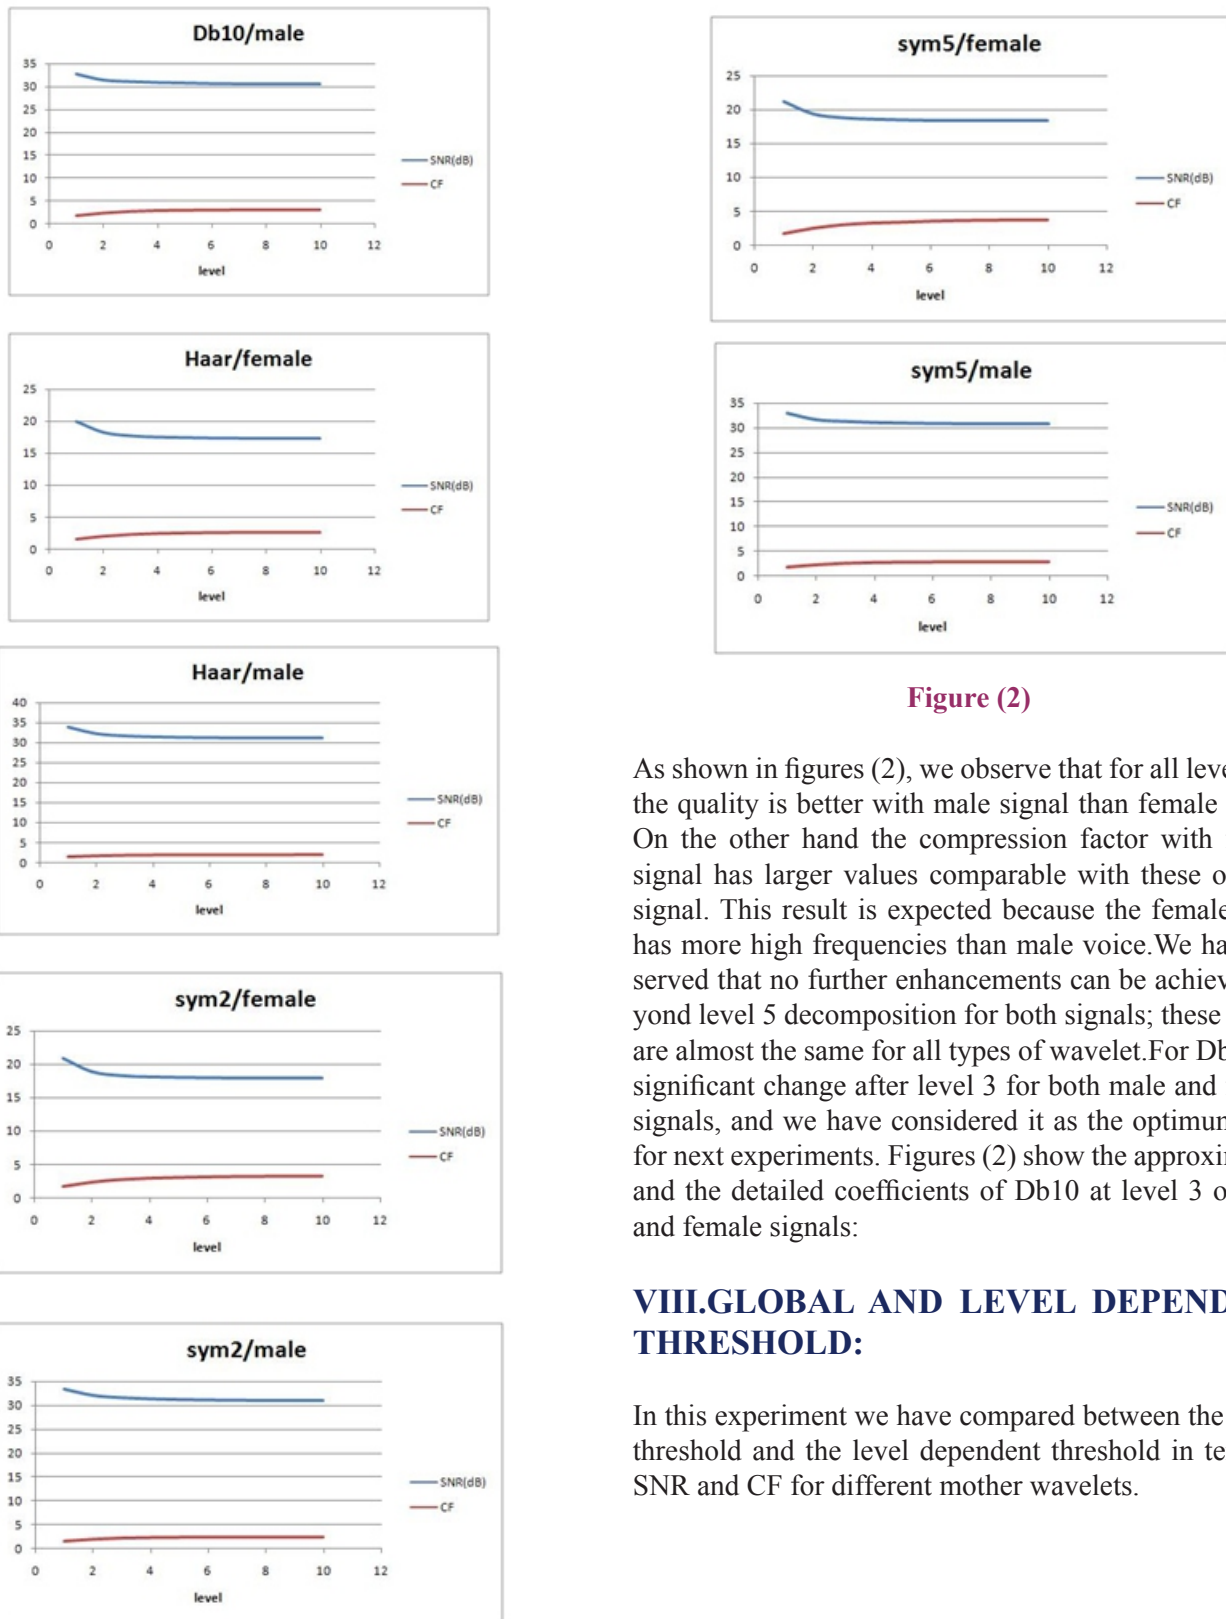 Db10/male
35
30
25
20
15
10
5
0
0 2 4 6 8 10 12
level
SNR(dB)
CF
Haar/female
25
20
15
10
5
0
0 2 4 6 8 10 12
level
SNR(dB)
CF
Haar/male
40
35
30
25
20
15
10
5
0
0 2 4 6 8 10 12
level
SNR(dB)
CF
sym2/female
25
20
15
10
5
0
0 2 4 6 8 10 12
level
SNR(dB)
CF
sym2/male
35
30
25
20
15
10
5
0
0 2 4 6 8 10 12
level
SNR(dB)
CF
sym5/female
25
20
15
10
5
0
0 2 4 6 8 10 12
level
SNR(dB)
CF
sym5/male
35
30
25
20
15
10
5
0
0 2 4 6 8 10 12
level
SNR(dB)
CF
Figure (2)
As shown in figures (2), we observe that for all leve
the quality is better with male signal than female
On the other hand the compression factor with
signal has larger values comparable with these o
signal. This result is expected because the female
has more high frequencies than male voice.We ha
served that no further enhancements can be achiev
yond level 5 decomposition for both signals; these
are almost the same for all types of wavelet.For Db
significant change after level 3 for both male and
signals, and we have considered it as the optimun
for next experiments. Figures (2) show the approxi
and the detailed coefficients of Db10 at level 3 o
and female signals:
VIII.GLOBAL AND LEVEL DEPEND
THRESHOLD:
In this experiment we have compared between the
threshold and the level dependent threshold in te
SNR and CF for different mother wavelets.